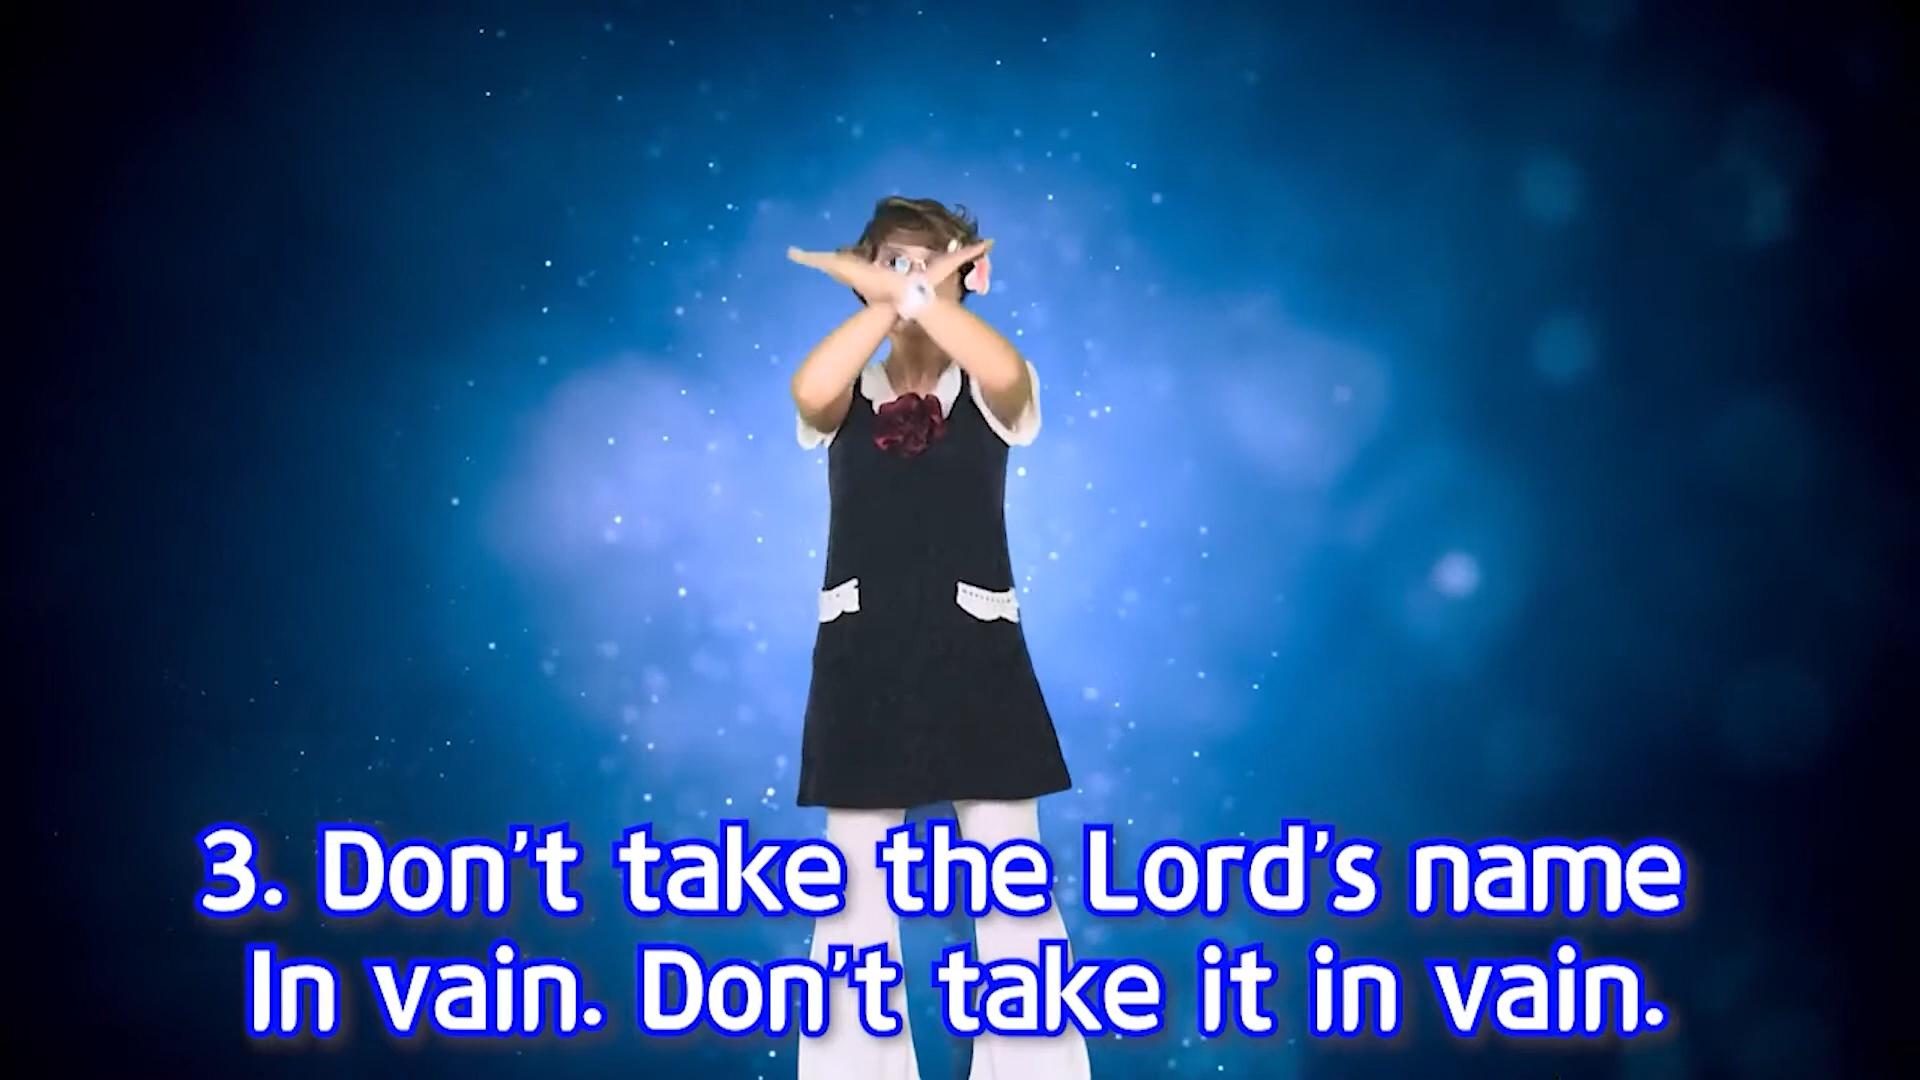 3. Don't take the Lord's name
In vain. Don't take it in vain.